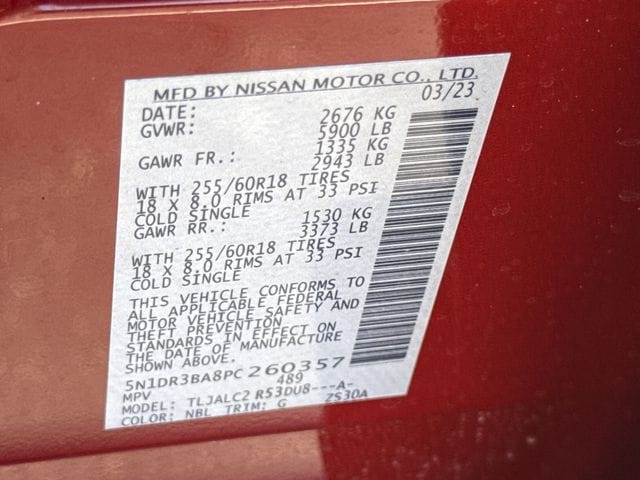 MFD BY NISSAN MOTOR CO., LTD.
DATE: 03/23
GVWR: 2676 KG
5900 LB
GAWR FR.: 1335 KG
2943 LB
WITH 255/60R18 TIRES
18 X 8.0 RIMS AT 33 PSI
COLD SINGLE
GAWR RR.: 1530 KG
3373 LB
WITH 255/60R18 TIRES
18 X 8.0 RIMS AT 33 PSI
COLD SINGLE
THIS VEHICLE CONFORMS TO
ALL APPLICABLE FEDERAL
MOTOR VEHICLE SAFETY AND
THEFT PREVENTION
STANDARDS IN EFFECT ON
THE DATE OF MANUFACTURE
SHOWN ABOVE.
5N1DR3BA8PC260357
MPV 489
MODEL: TLJALC2 R53DU8---A-
COLOR: NBL TRIM: G ZS30A